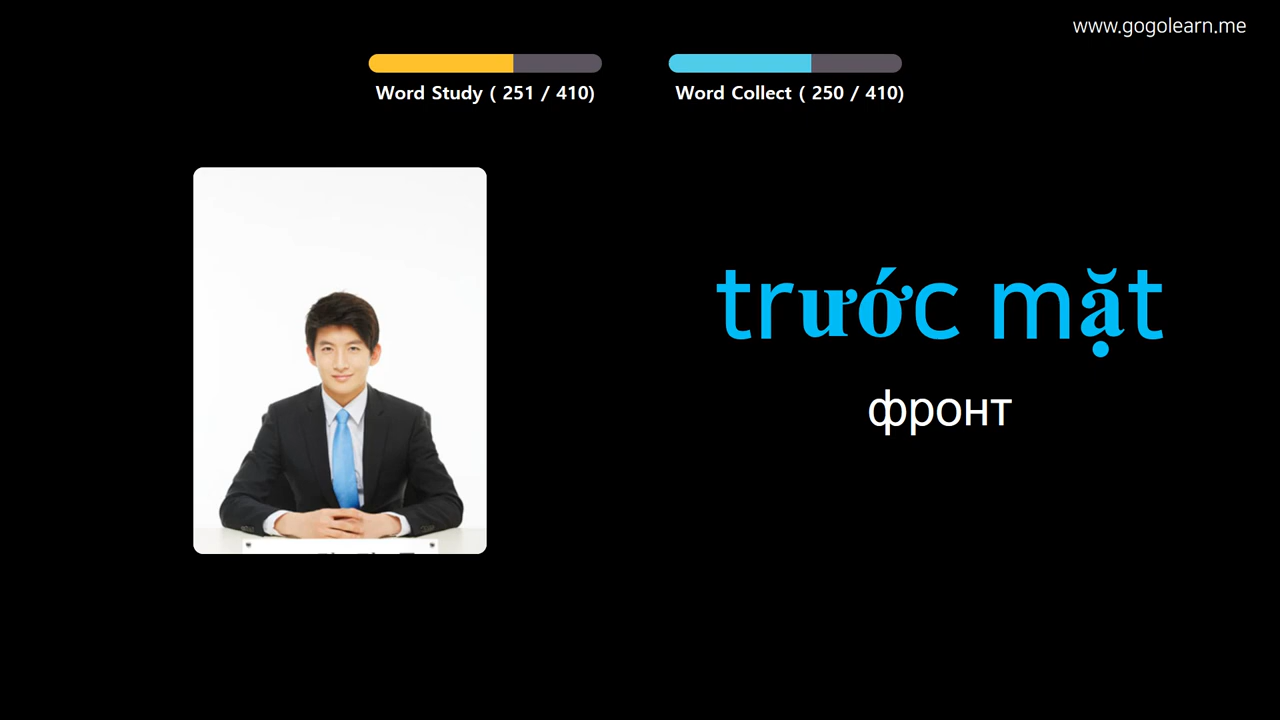 www.gogolearn.me
Word Study ( 251 / 410)
Word Collect ( 250 / 410)
trước mặt
фронт